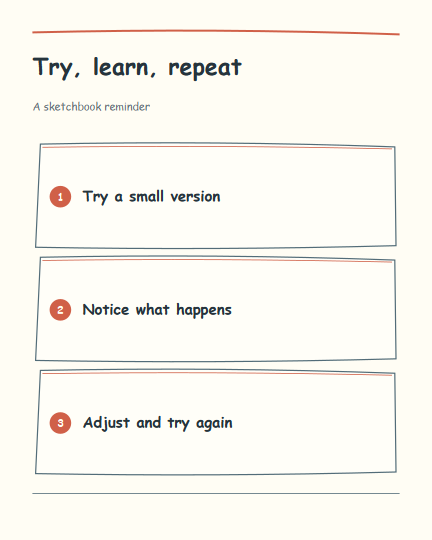 Try, learn, repeat
A sketchbook reminder
1 Try a small version
2 Notice what happens
3 Adjust and try again